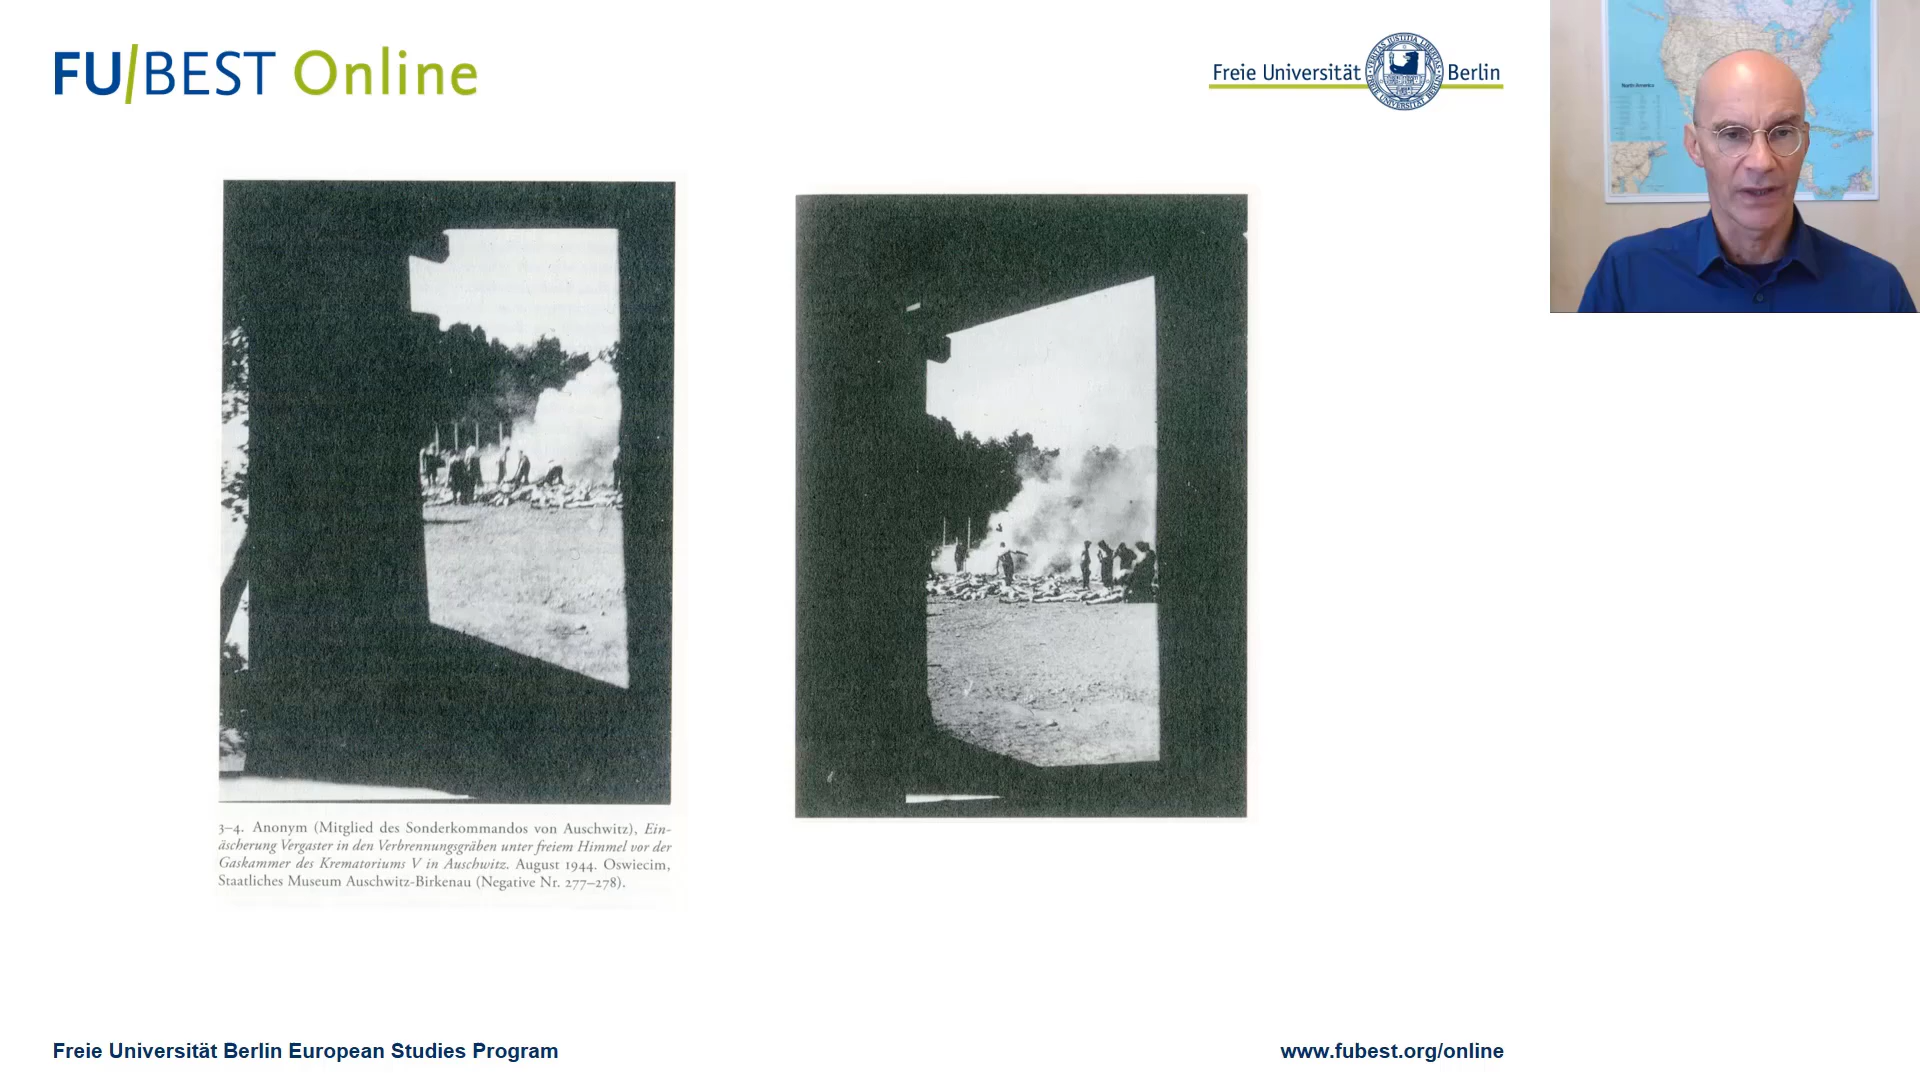 FU/BEST Online
Freie Universität Berlin
North America
3–4. Anonym (Mitglied des Sonderkommandos von Auschwitz), Ein-
äscherung Vergaster in den Verbrennungsgräben unter freiem Himmel vor der
Gaskammer des Krematoriums V in Auschwitz. August 1944. Oswiecim,
Staatliches Museum Auschwitz-Birkenau (Negative Nr. 277–278).
Freie Universität Berlin European Studies Program
www.fubest.org/online